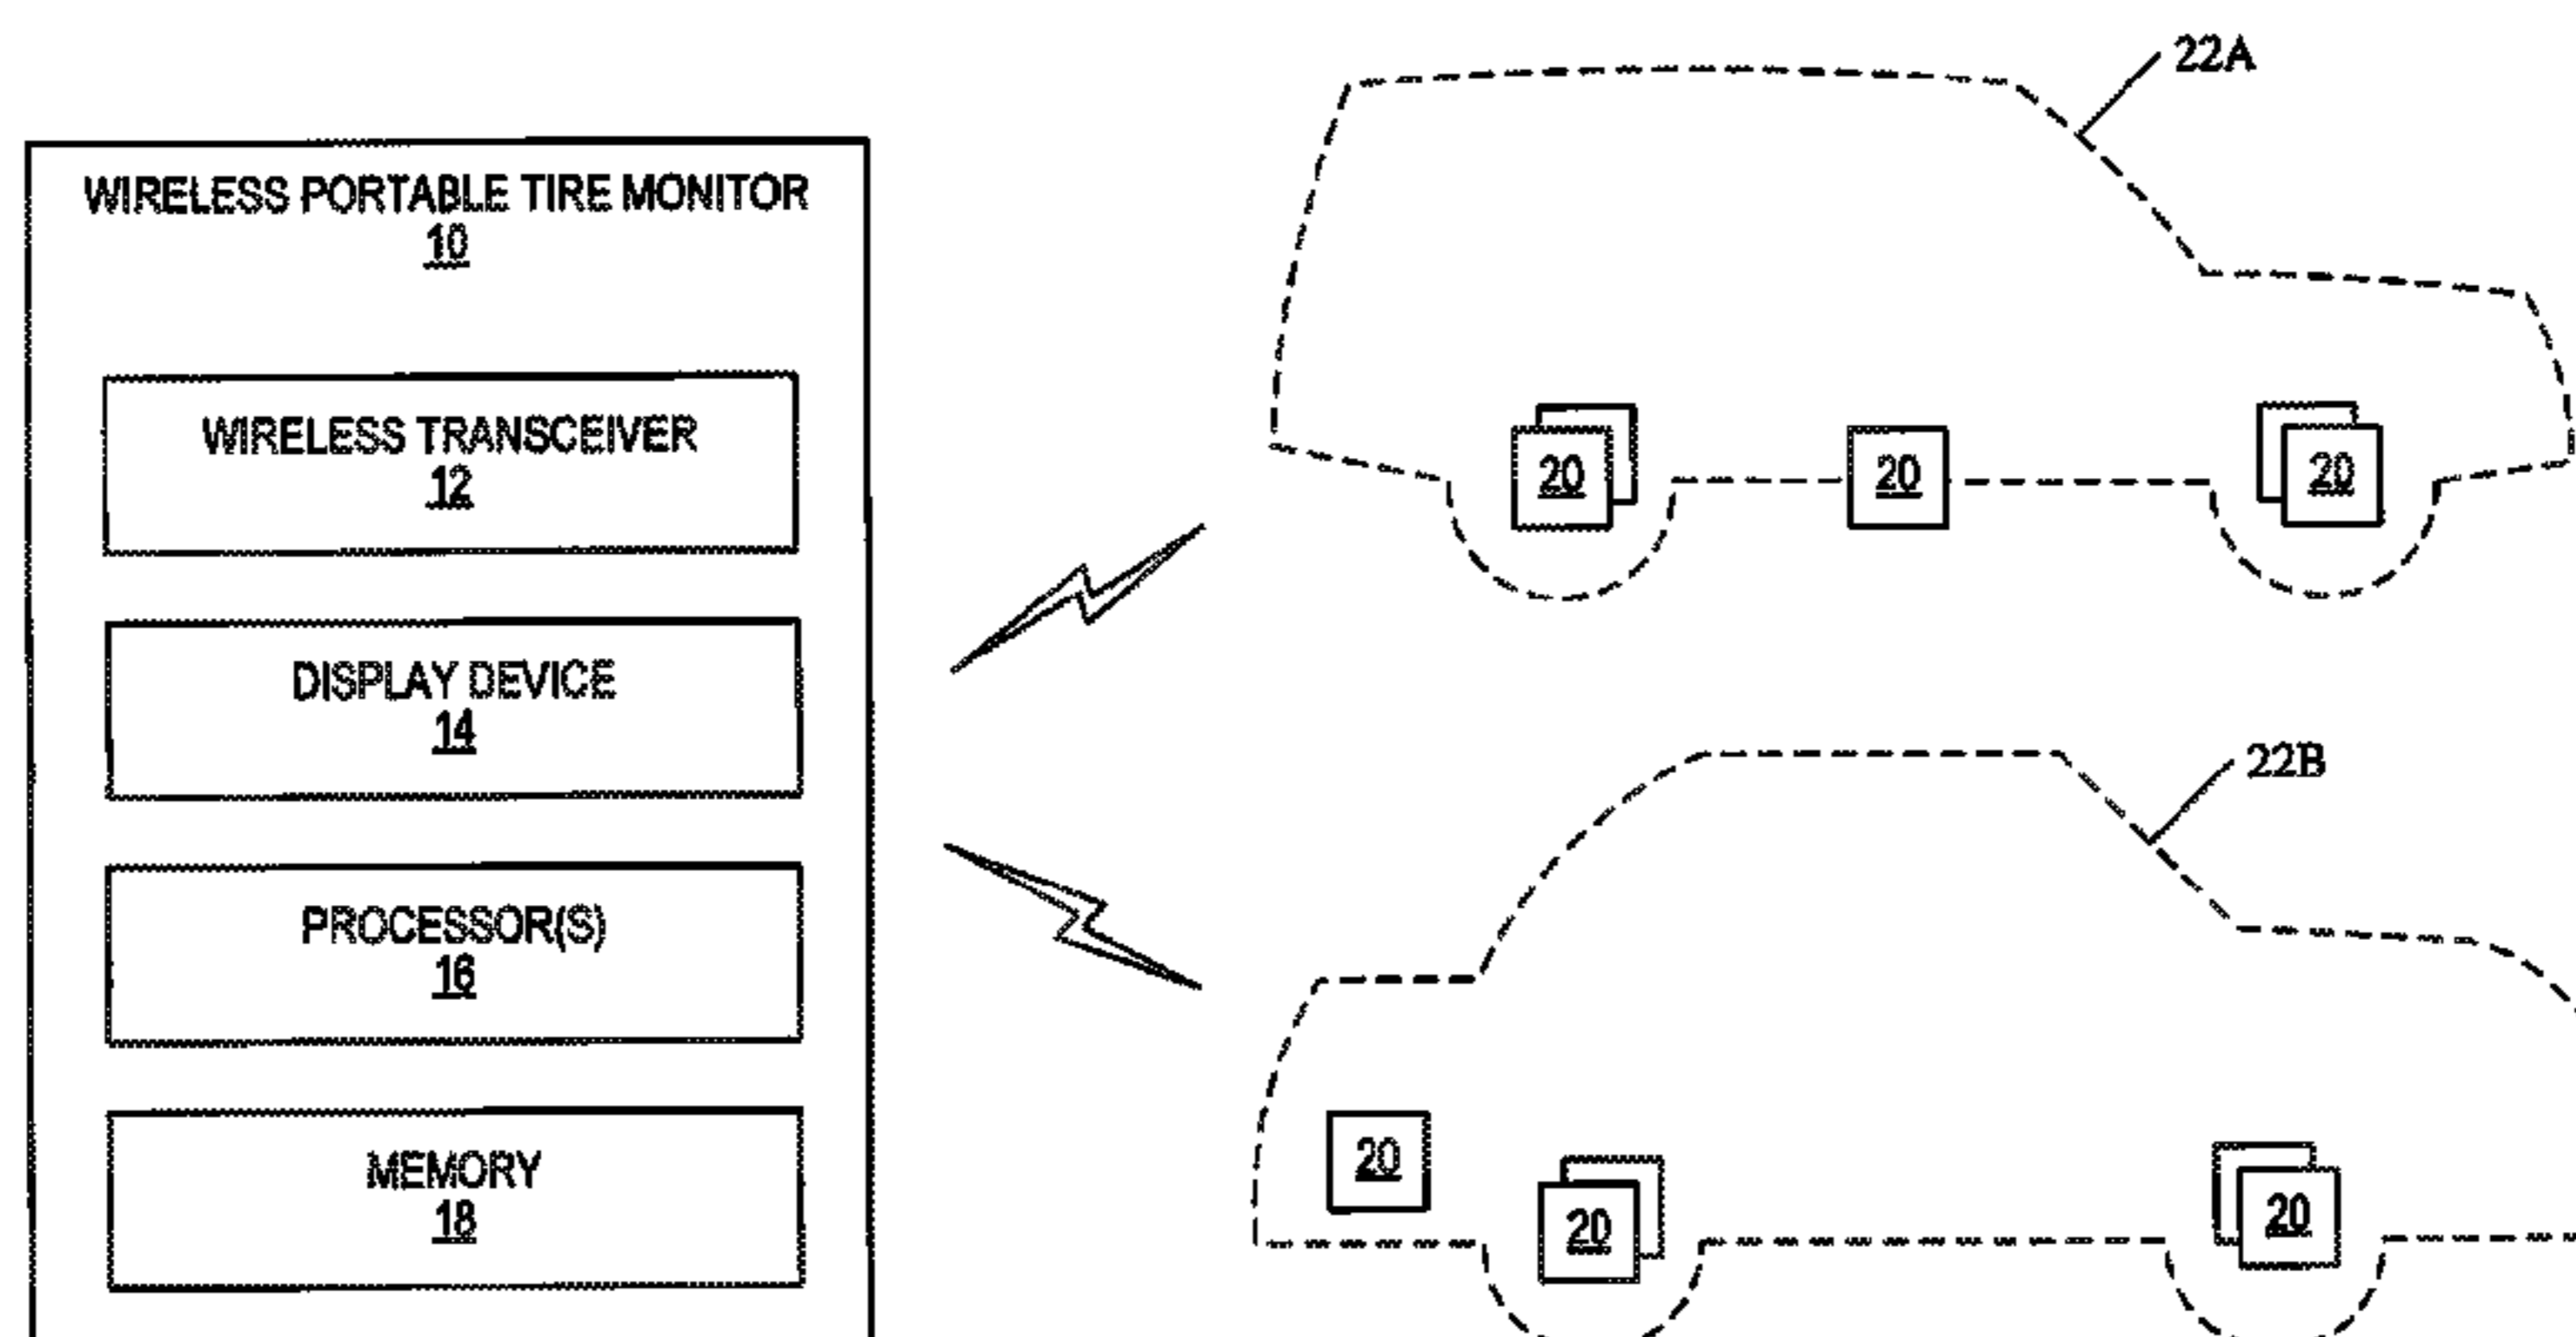 WIRELESS PORTABLE TIRE MONITOR
10
WIRELESS TRANSCEIVER
12
DISPLAY DEVICE
14
PROCESSOR(S)
16
MEMORY
18
22A
20
20
20
22B
20
20
20